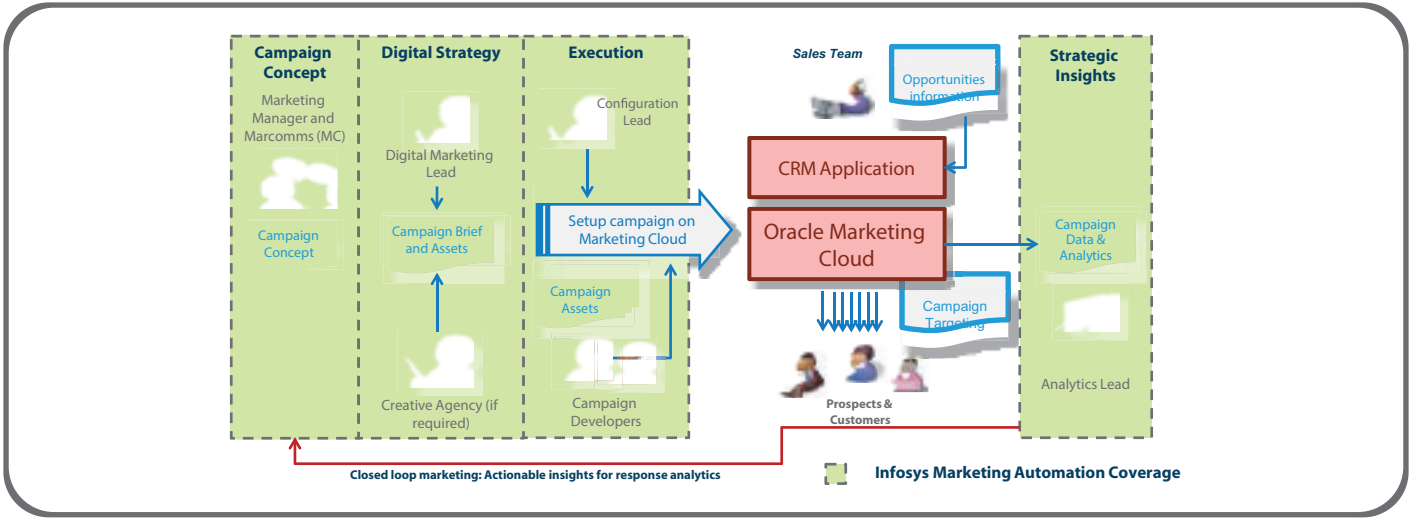 Campaign
Concept
Marketing
Manager and
Marcomms (MC)
Campaign
Concept
Digital Strategy
Digital Marketing
Lead
Campaign Brief
and Assets
Creative Agency (if
required)
Execution
Configuration
Lead
Setup campaign on
Marketing Cloud
Campaign
Assets
Campaign
Developers
Sales Team
Opportunities
information
CRM Application
Oracle Marketing
Cloud
Campaign
Targeting
Prospects &
Customers
Strategic
Insights
Campaign
Data &
Analytics
Analytics Lead
Closed loop marketing: Actionable insights for response analytics
Infosys Marketing Automation Coverage